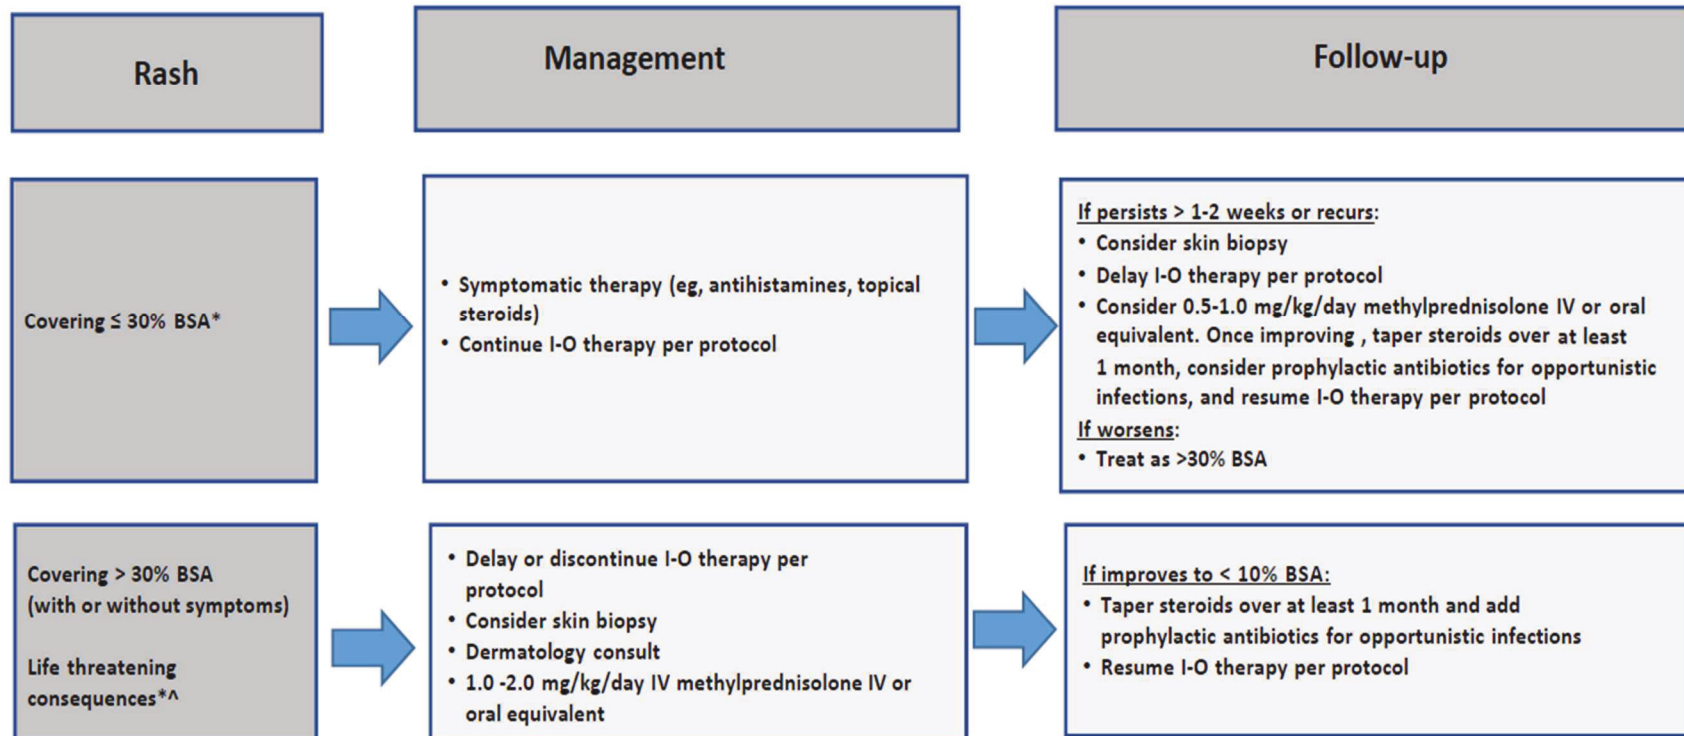 Rash
Management
Follow-up
Covering ≤ 30% BSA*
• Symptomatic therapy (eg, antihistamines, topical
steroids)
• Continue I-O therapy per protocol
If persists > 1-2 weeks or recurs:
• Consider skin biopsy
• Delay I-O therapy per protocol
• Consider 0.5-1.0 mg/kg/day methylprednisolone IV or oral
equivalent. Once improving , taper steroids over at least
1 month, consider prophylactic antibiotics for opportunistic
infections, and resume I-O therapy per protocol
If worsens:
• Treat as >30% BSA
Covering > 30% BSA
(with or without symptoms)
Life threatening
consequences*^
• Delay or discontinue I-O therapy per
protocol
• Consider skin biopsy
• Dermatology consult
• 1.0 -2.0 mg/kg/day IV methylprednisolone IV or
oral equivalent
If improves to < 10% BSA:
• Taper steroids over at least 1 month and add
prophylactic antibiotics for opportunistic infections
• Resume I-O therapy per protocol